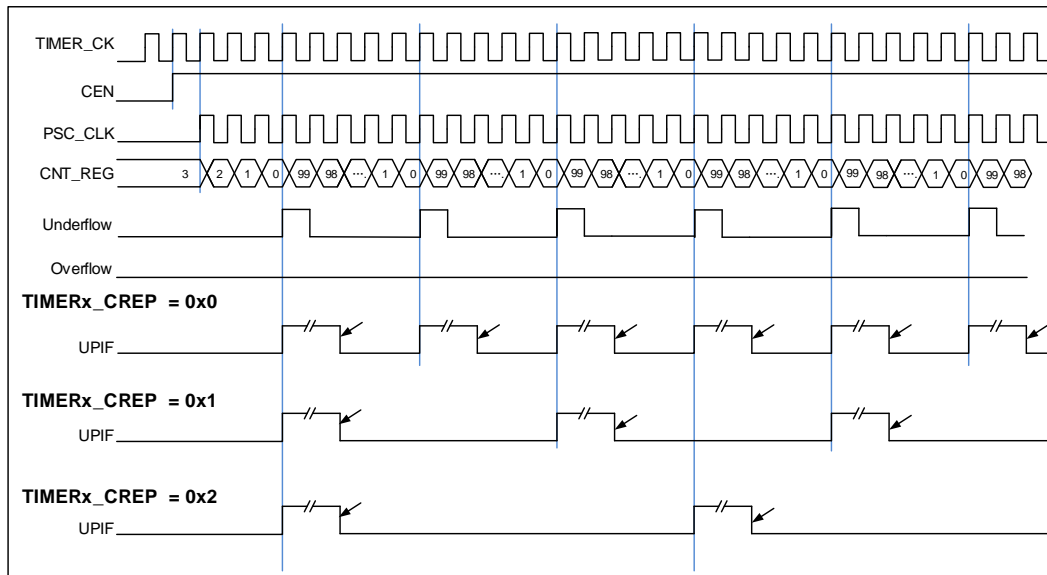 TIMER_CK
CEN
PSC_CLK
CNT_REG 3 2 1 0 99 98 .... 1 0 99 98 .... 1 0 99 98 .... 1 0 99 98 .... 1 0 99 98 .... 1 0 99 98
Underflow
Overflow
TIMERx_CREP = 0x0
UPIF
TIMERx_CREP = 0x1
UPIF
TIMERx_CREP = 0x2
UPIF